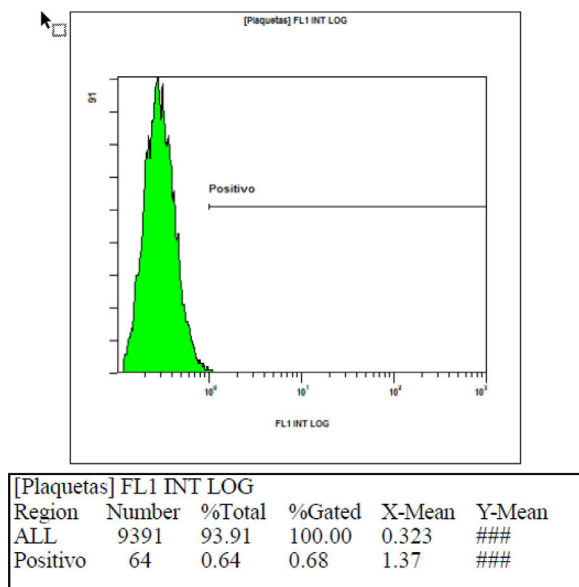 [Plaquetas] FL1 INT LOG
91
Positivo
10⁰ 10¹ 10² 10³
FL1 INT LOG
[Plaquetas] FL1 INT LOG
Region Number %Total %Gated X-Mean Y-Mean
ALL 9391 93.91 100.00 0.323 ###
Positivo 64 0.64 0.68 1.37 ###